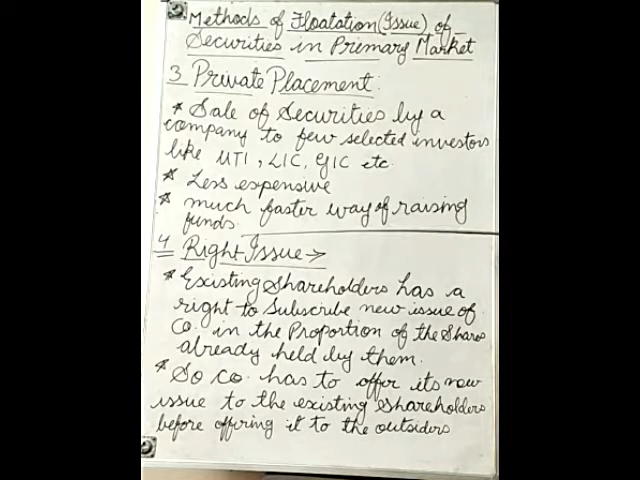 Methods of Floatation (Issue) of
Securities in Primary Market
3 Private Placement:
* Sale of Securities by a
company to few selected investors
like UTI, LIC, GIC etc.
* Less expensive
* much faster way of raising
funds.
4 Right Issue →
* Existing Shareholders has a
right to Subscribe new issue of
Co. in the Proportion of the Shares
already held by them.
* So Co. has to offer its new
issue to the existing shareholders
before offering it to the outsiders